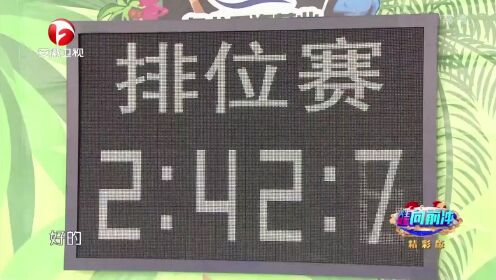 安徽卫视
排位赛
2:42:7
好的
向前冲
精彩版